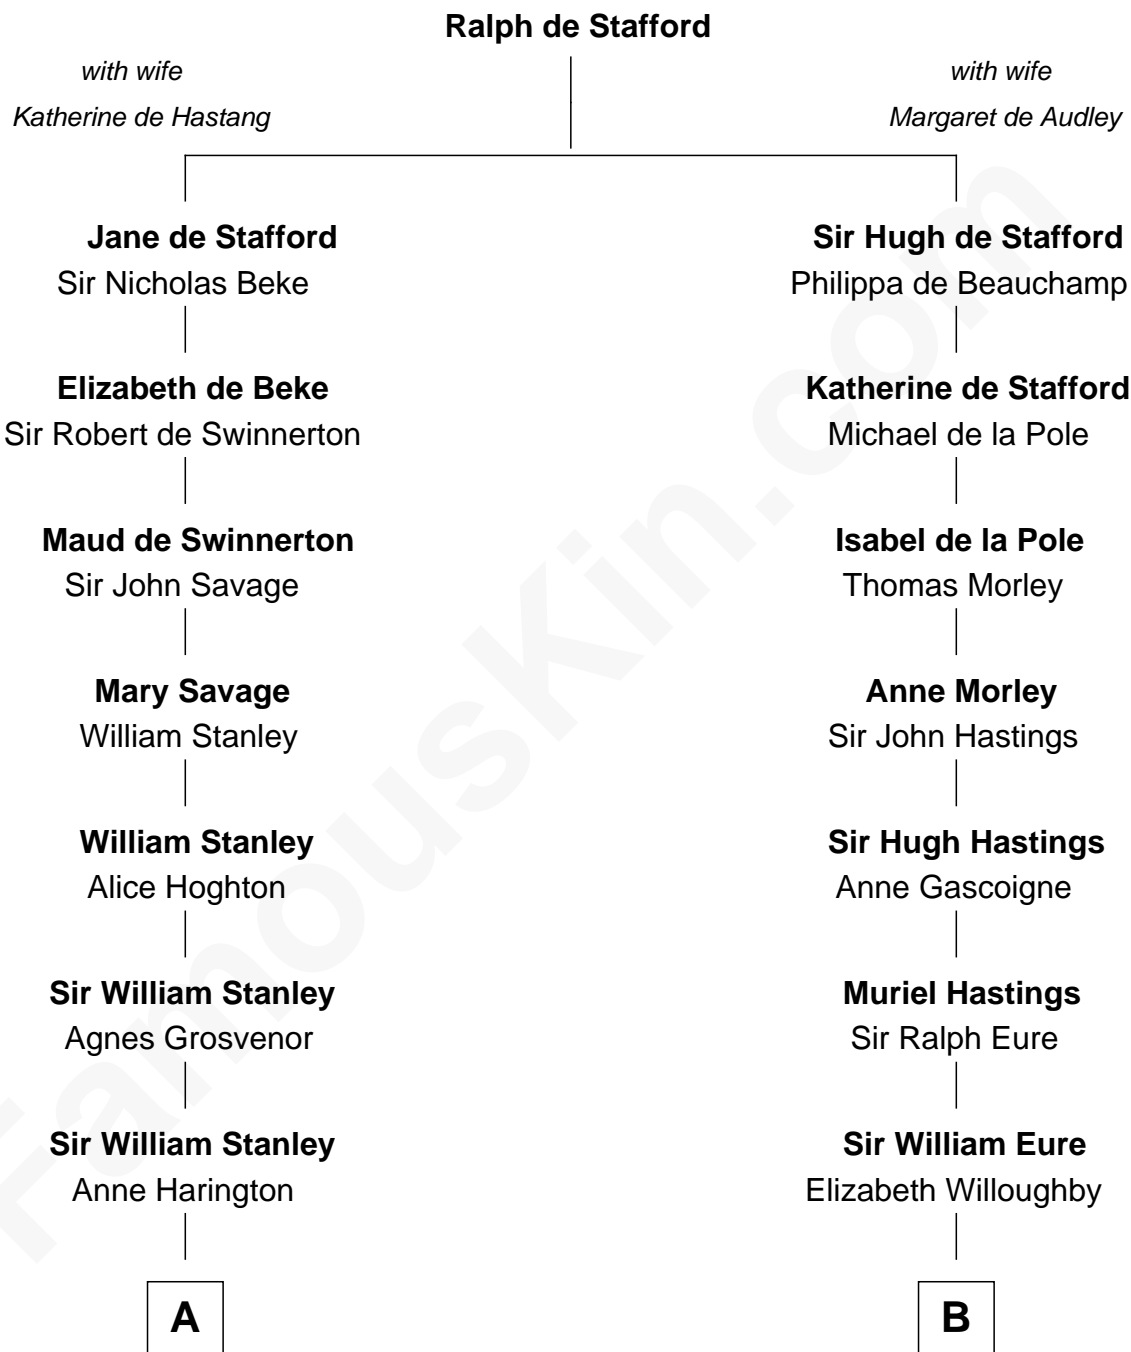 Ralph de Stafford
with wife
Katherine de Hastang
with wife
Margaret de Audley
Jane de Stafford
Sir Nicholas Beke
Sir Hugh de Stafford
Philippa de Beauchamp
Elizabeth de Beke
Sir Robert de Swinnerton
Katherine de Stafford
Michael de la Pole
Maud de Swinnerton
Sir John Savage
Isabel de la Pole
Thomas Morley
Mary Savage
William Stanley
Anne Morley
Sir John Hastings
William Stanley
Alice Hoghton
Sir Hugh Hastings
Anne Gascoigne
Sir William Stanley
Agnes Grosvenor
Muriel Hastings
Sir Ralph Eure
Sir William Stanley
Anne Harington
Sir William Eure
Elizabeth Willoughby
A
B
FamousKin.com